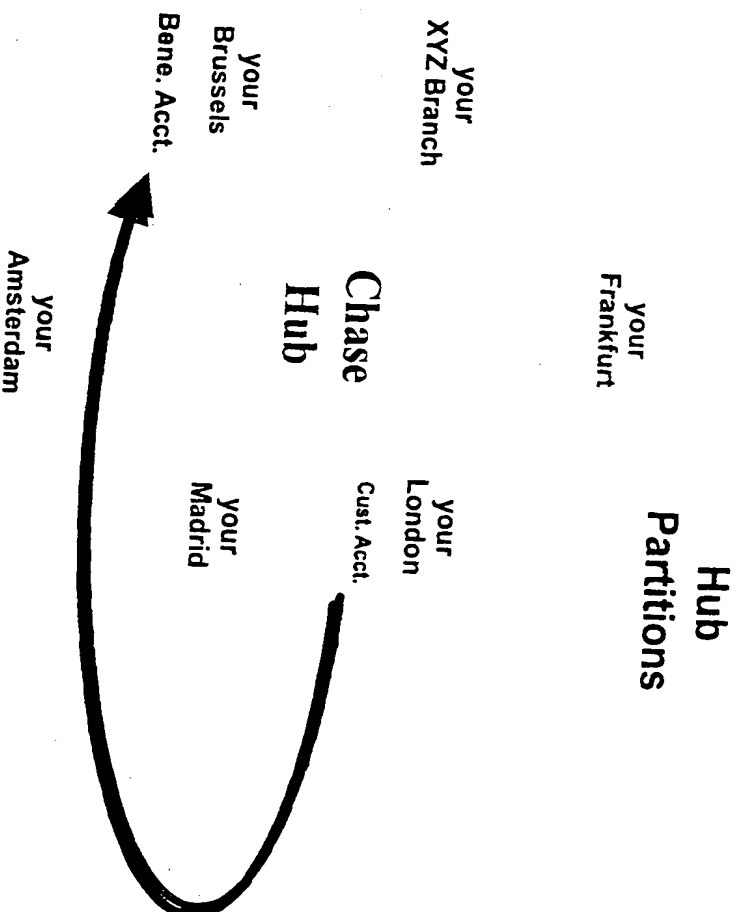 Hub
Partitions
your
Frankfurt
your
XYZ Branch
your
London
Cust. Acct.
Chase
Hub
your
Brussels
Bene. Acct.
your
Madrid
your
Amsterdam